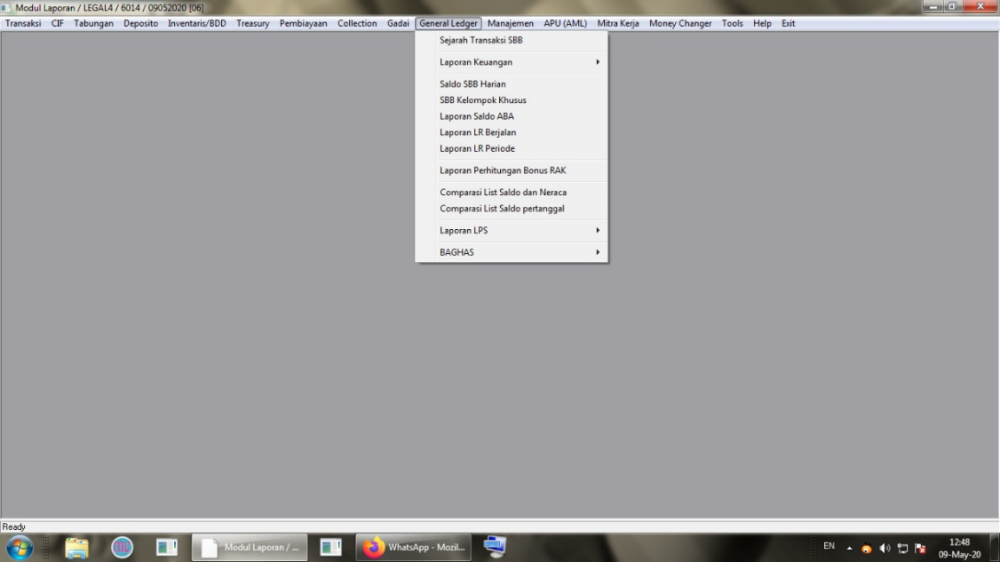 Modul Laporan / LEGAL4 / 6014 / 09052020 [06]
Transaksi CIF Tabungan Deposito Inventaris/BDD Treasury Pembiayaan Collection Gadai General Ledger Manajemen APU (AML) Mitra Kerja Money Changer Tools Help Exit
Sejarah Transaksi SBB
Laporan Keuangan
Saldo SBB Harian
SBB Kelompok Khusus
Laporan Saldo ABA
Laporan LR Berjalan
Laporan LR Periode
Laporan Perhitungan Bonus RAK
Comparasi List Saldo dan Neraca
Comparasi List Saldo pertanggal
Laporan LPS
BAGHAS
Ready
Modul Laporan / ...
WhatsApp - Mozil...
EN
12:48
09-May-20